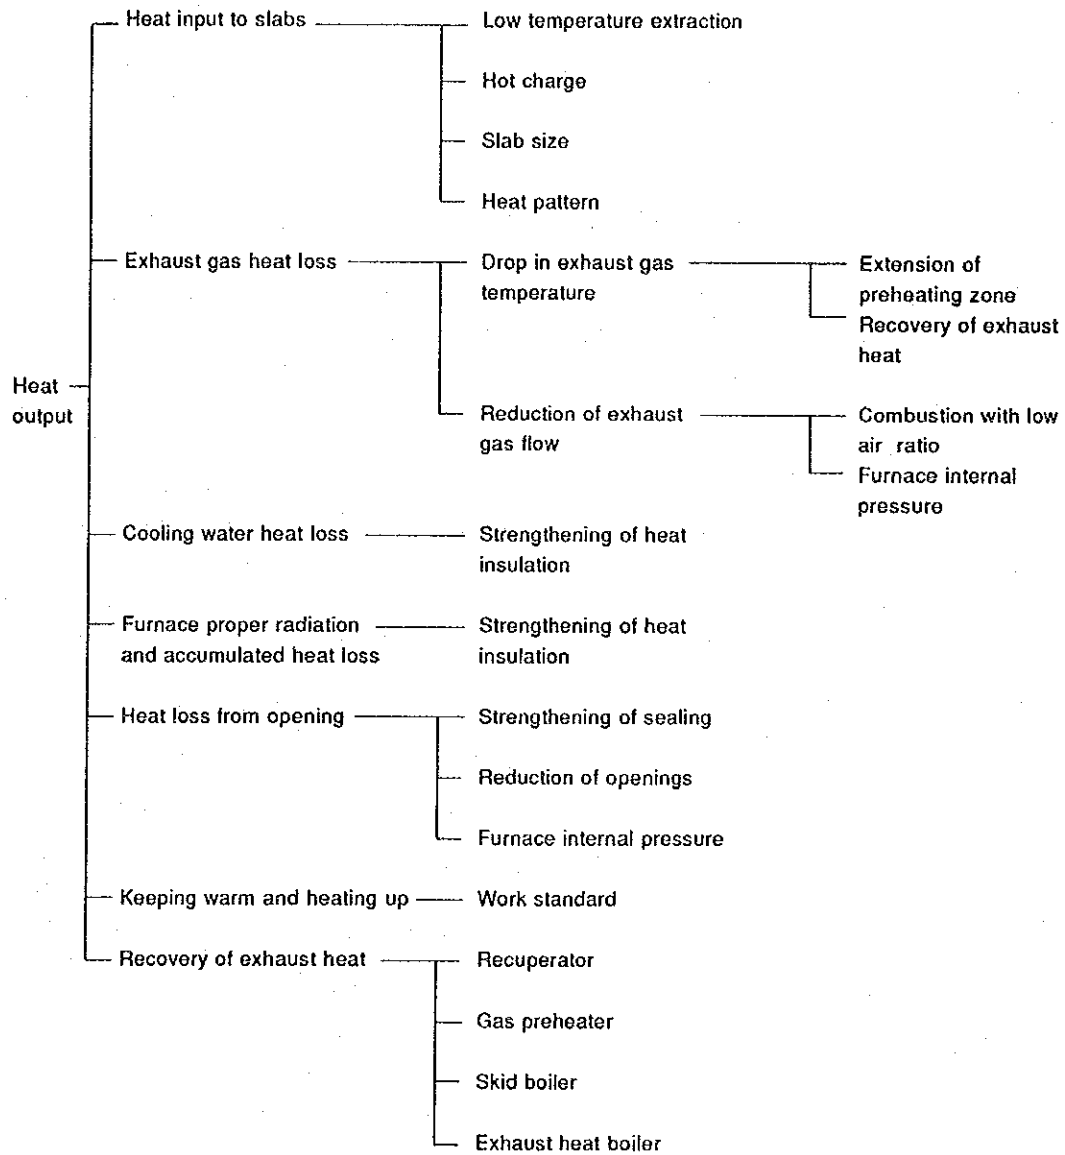 Heat input to slabs
Low temperature extraction
Hot charge
Slab size
Heat pattern
Exhaust gas heat loss
Drop in exhaust gas
temperature
Extension of
preheating zone
Recovery of exhaust
heat
Heat
output
Reduction of exhaust
gas flow
Combustion with low
air ratio
Furnace internal
pressure
Cooling water heat loss
Strengthening of heat
insulation
Furnace proper radiation
and accumulated heat loss
Strengthening of heat
insulation
Heat loss from opening
Strengthening of sealing
Reduction of openings
Furnace internal pressure
Keeping warm and heating up
Work standard
Recovery of exhaust heat
Recuperator
Gas preheater
Skid boiler
Exhaust heat boiler